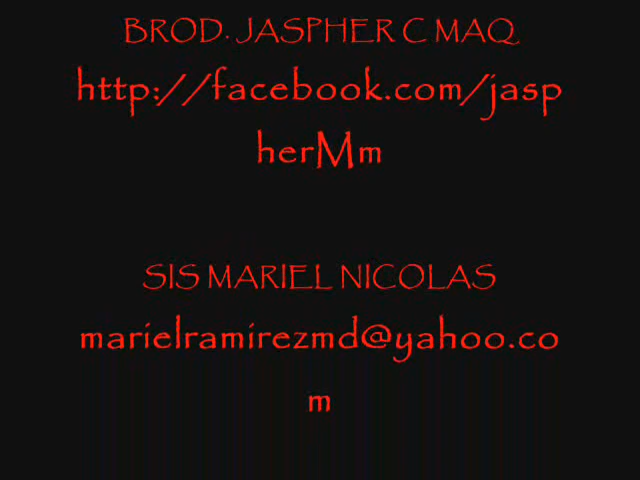 BROD. JASPHER C MAQ
http://facebook.com/jasp
herMm
SIS MARIEL NICOLAS
marielramirezmd@yahoo.co
m